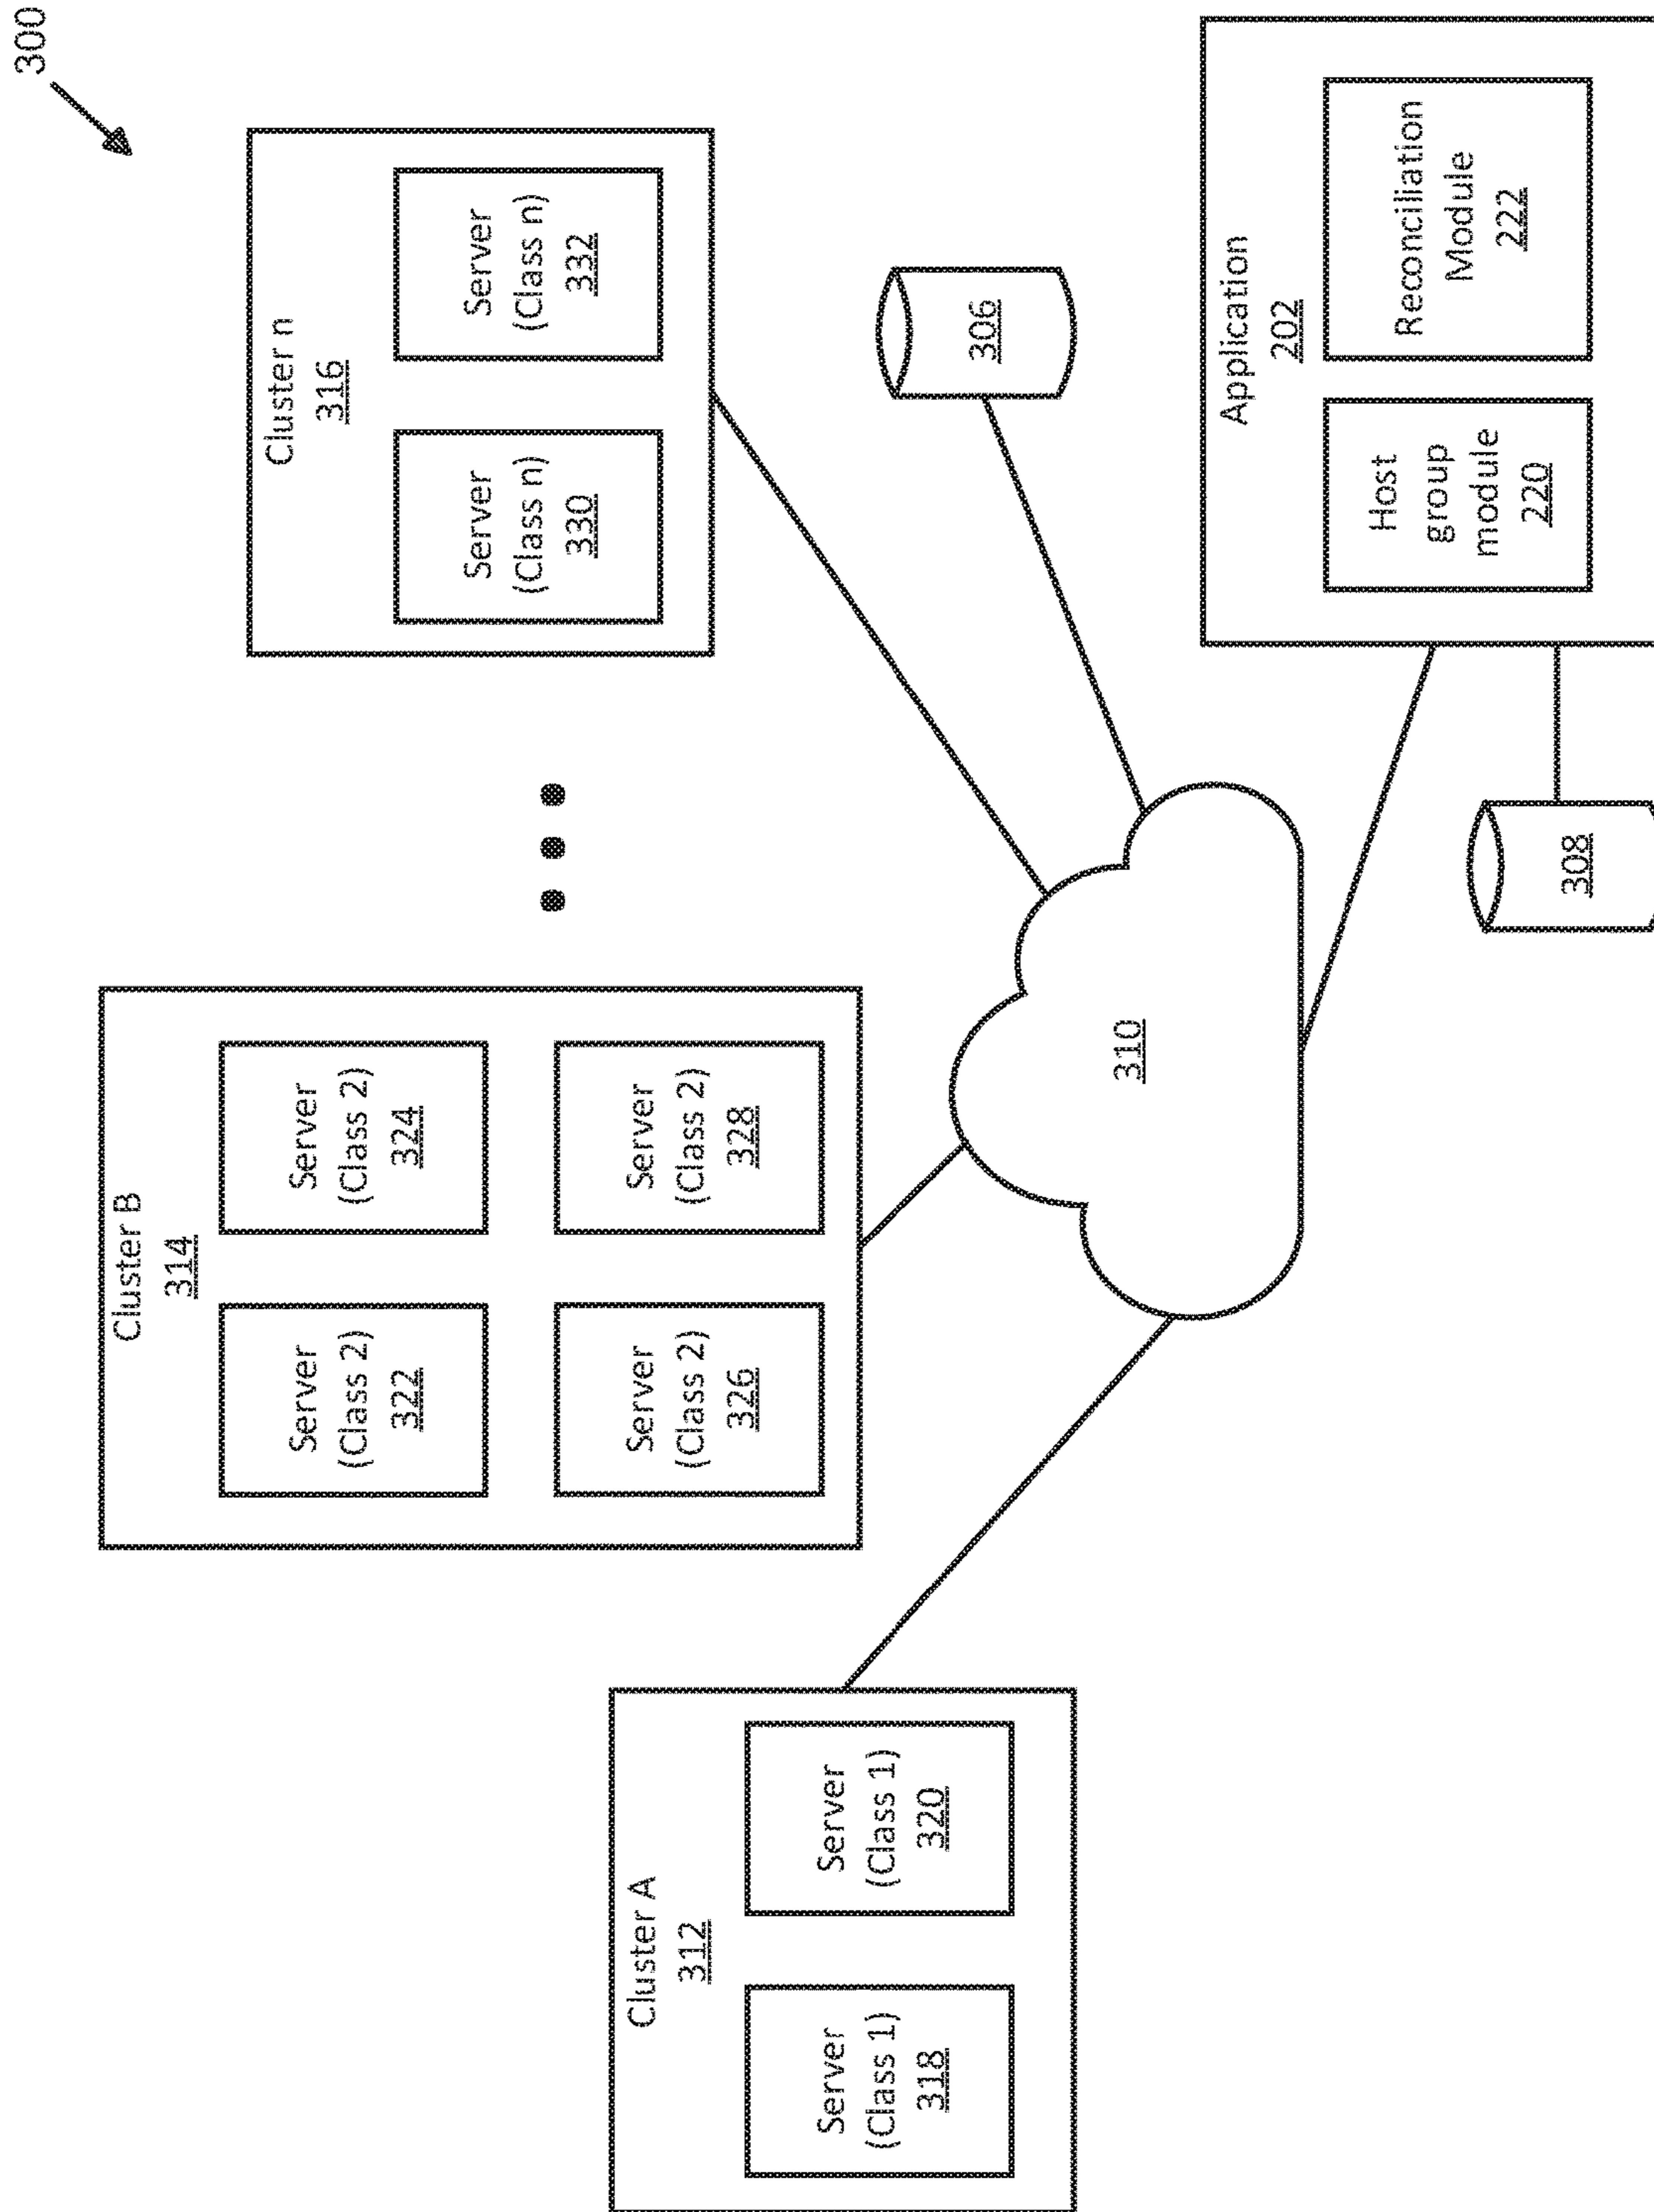 300
Cluster A
312
Server
(Class 1)
318
Server
(Class 1)
320
Cluster B
314
Server
(Class 2)
322
Server
(Class 2)
324
Server
(Class 2)
326
Server
(Class 2)
328
Cluster n
316
Server
(Class n)
330
Server
(Class n)
332
306
310
308
Application
202
Host
group
module
220
Reconciliation
Module
222